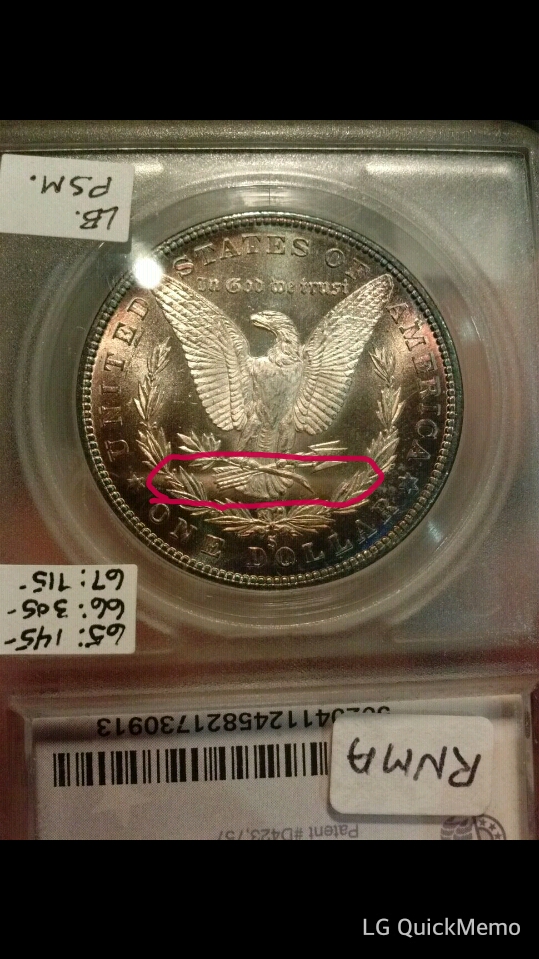 LB.
PSM.
UNITED STATES OF AMERICA
In God we trust
S
ONE DOLLAR
65: 145-
66: 305-
67: 715-
RNMA
Patent #D423,757
LG QuickMemo